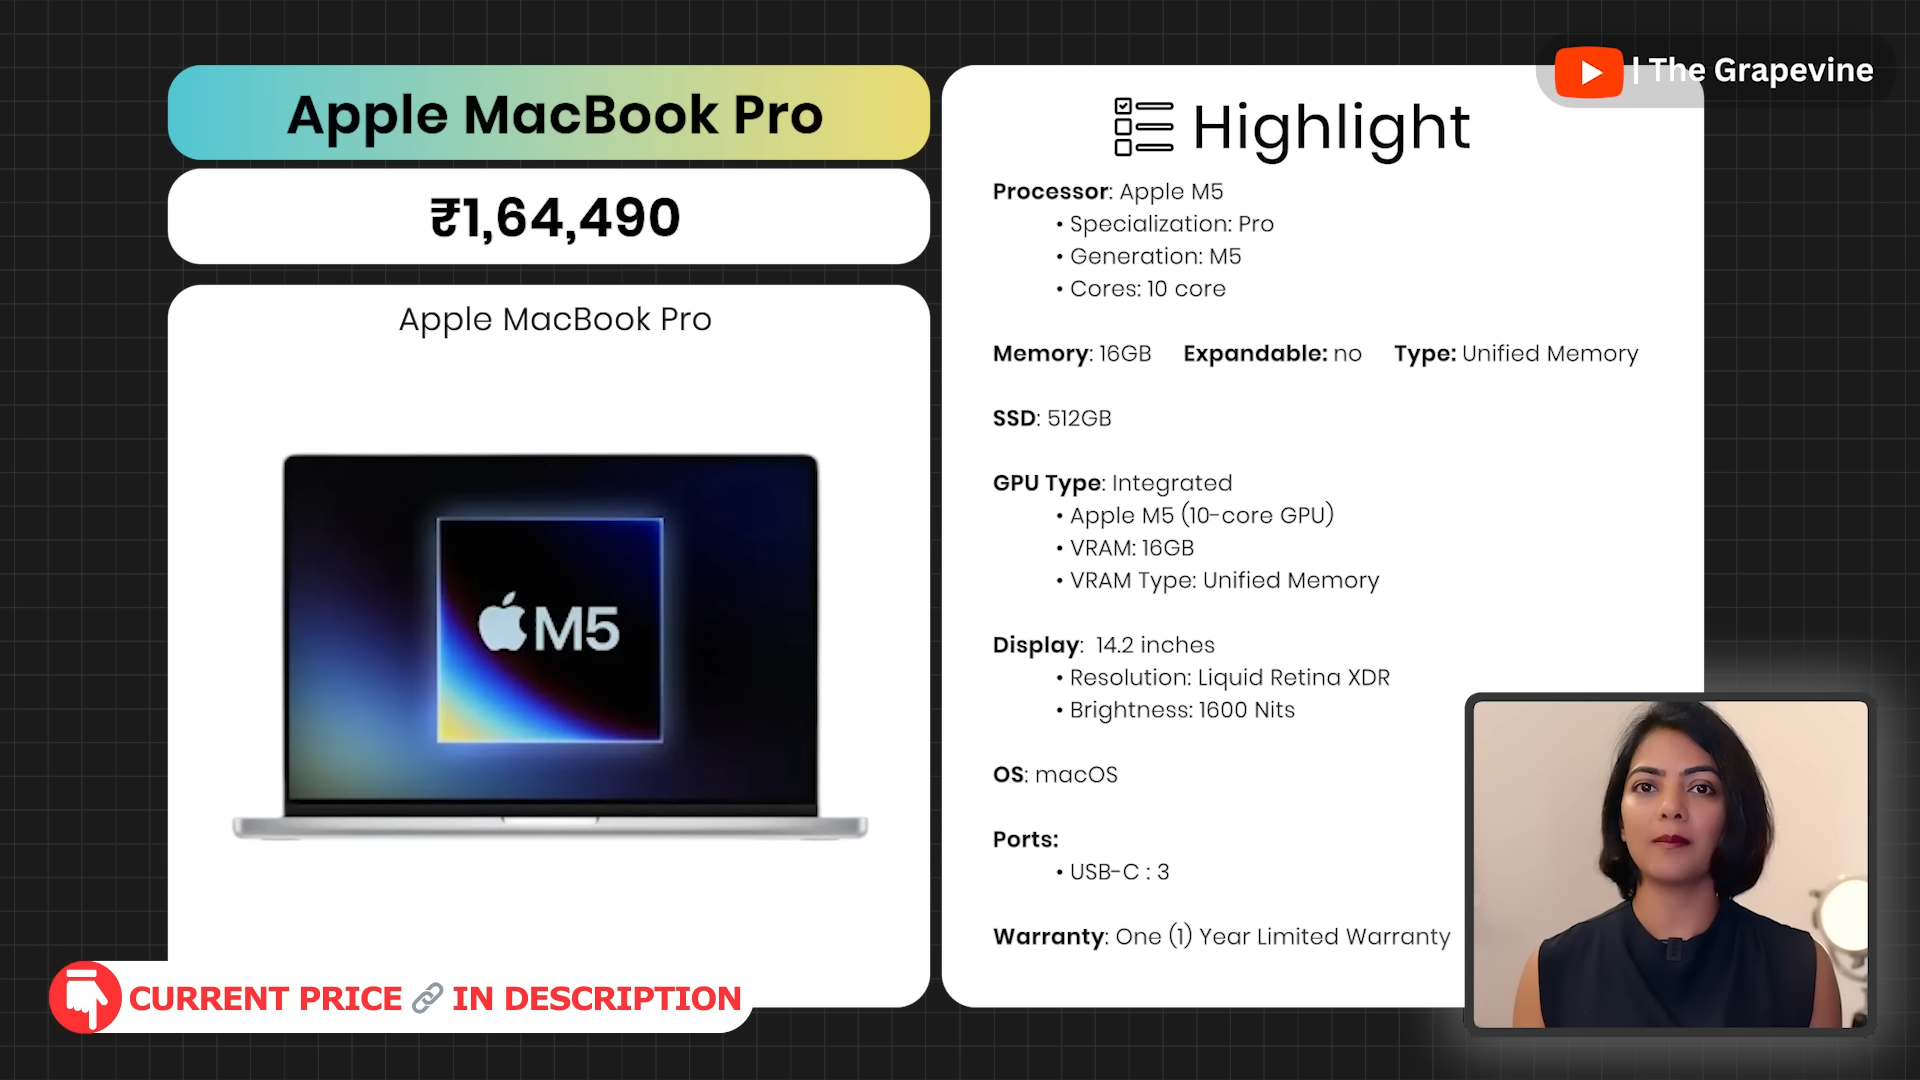 | The Grapevine
Apple MacBook Pro
₹1,64,490
Apple MacBook Pro
M5
Highlight
Processor: Apple M5
• Specialization: Pro
• Generation: M5
• Cores: 10 core
Memory: 16GB Expandable: no Type: Unified Memory
SSD: 512GB
GPU Type: Integrated
• Apple M5 (10-core GPU)
• VRAM: 16GB
• VRAM Type: Unified Memory
Display: 14.2 inches
• Resolution: Liquid Retina XDR
• Brightness: 1600 Nits
OS: macOS
Ports:
• USB-C : 3
Warranty: One (1) Year Limited Warranty
CURRENT PRICE 🔗 IN DESCRIPTION